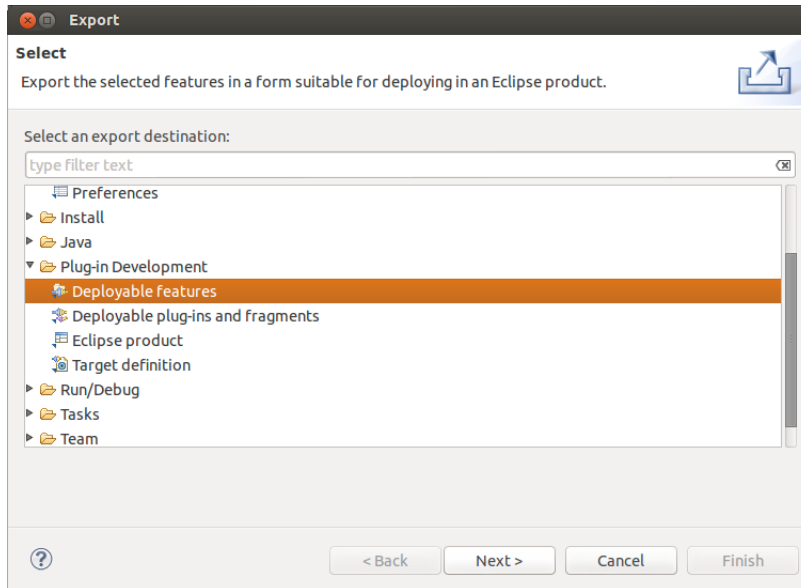 Export
Select
Export the selected features in a form suitable for deploying in an Eclipse product.
Select an export destination:
type filter text
Preferences
Install
Java
Plug-in Development
Deployable features
Deployable plug-ins and fragments
Eclipse product
Target definition
Run/Debug
Tasks
Team
?
< Back
Next >
Cancel
Finish